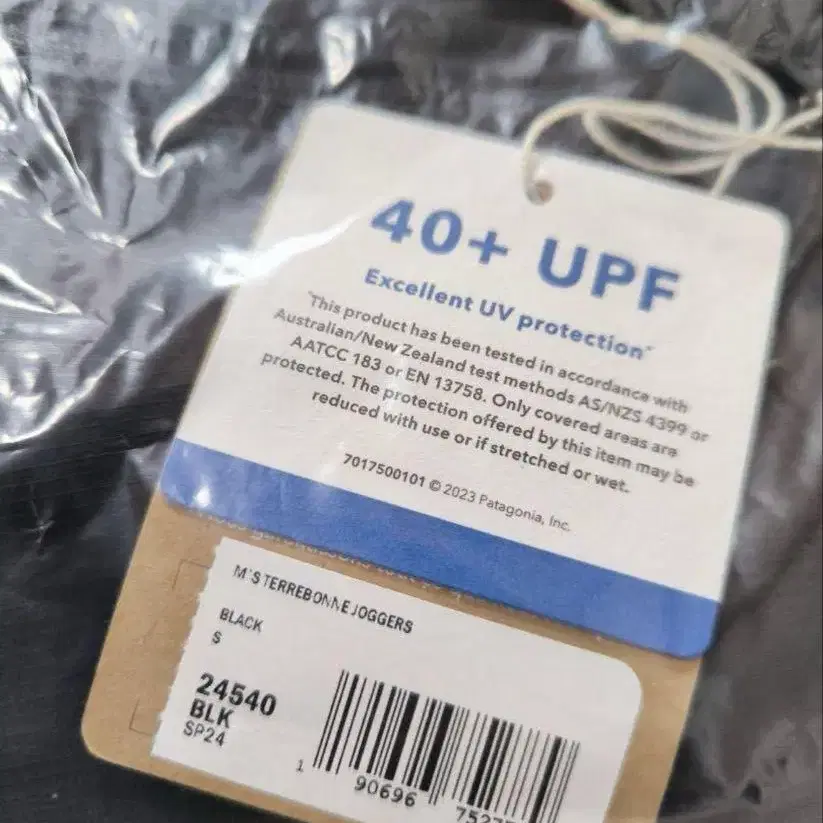 40+ UPF
Excellent UV protection*
*This product has been tested in accordance with
Australian/New Zealand test methods AS/NZS 4399 or
AATCC 183 or EN 13758. Only covered areas are
protected. The protection offered by this item may be
reduced with use or if stretched or wet.
7017500101 © 2023 Patagonia, Inc.
M'S TERREBONNE JOGGERS
BLACK
S
24540
BLK
SP24
1 90696 7527